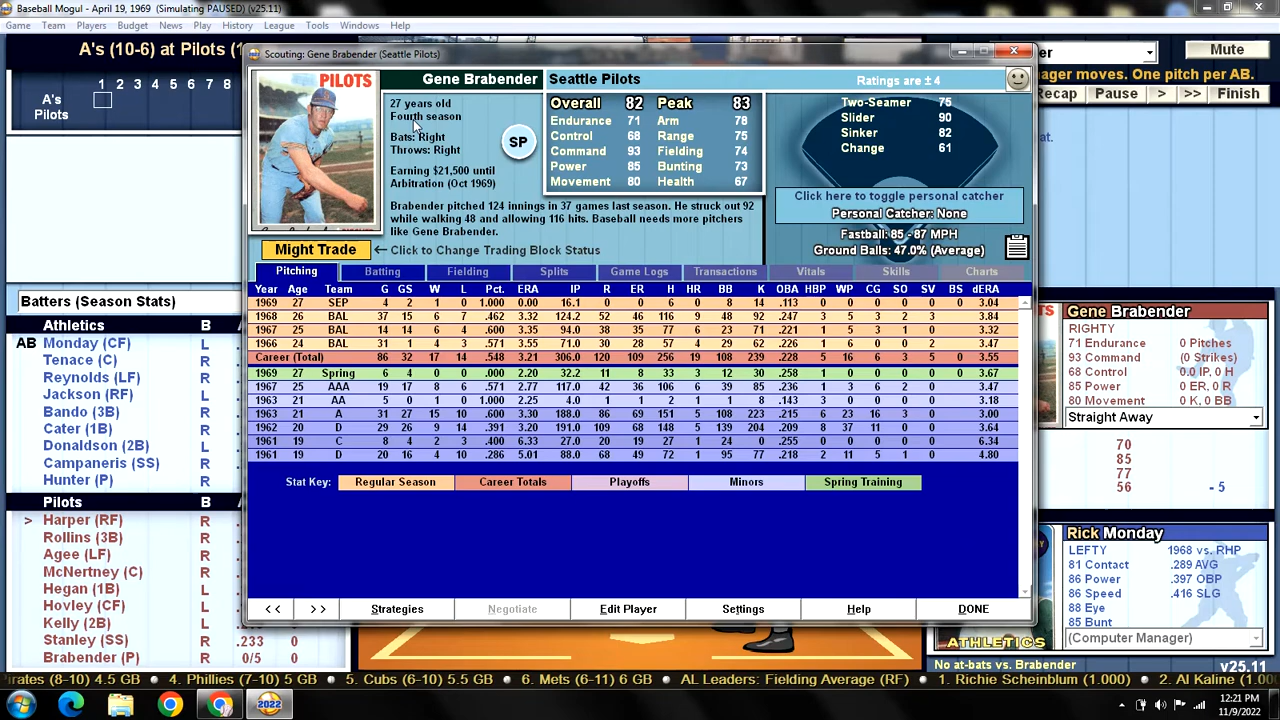 Baseball Mogul - April 19, 1969 (Simulating PAUSED) (v25.11)
Game Team Players Budget News Play History League Tools Windows Help
A's (10-6) at Pilots (1
1 2 3 4 5 6 7 8
A's
Pilots
Mute
One pitch per AB.
Recap Pause > >> Finish
Scouting: Gene Brabender (Seattle Pilots)
PILOTS
Gene Brabender
Seattle Pilots
Ratings are ± 4
27 years old
Fourth season
Bats: Right
Throws: Right
Earning $21,500 until
Arbitration (Oct 1969)
SP
Overall 82 Peak 83
Endurance 71 Arm 78
Control 68 Range 75
Command 93 Fielding 74
Power 85 Bunting 73
Movement 80 Health 67
Two-Seamer 75
Slider 90
Sinker 82
Change 61
Click here to toggle personal catcher
Personal Catcher: None
Fastball: 85 - 87 MPH
Ground Balls: 47.0% (Average)
Brabender pitched 124 innings in 37 games last season. He struck out 92
while walking 48 and allowing 116 hits. Baseball needs more pitchers
like Gene Brabender.
Might Trade ← Click to Change Trading Block Status
Pitching Batting Fielding Splits Game Logs Transactions Vitals Skills Charts
Year Age Team G GS W L Pct. ERA IP R ER H HR BB K OBA HBP WP CG SO SV BS dERA
1969 27 SEP 4 2 1 0 1.000 0.00 16.1 0 0 6 0 8 14 .113 0 0 0 0 0 0 3.04
1968 26 BAL 37 15 6 7 .462 3.32 124.2 52 46 116 9 48 92 .247 3 5 3 2 3 3.84
1967 25 BAL 14 14 6 4 .600 3.35 94.0 38 35 77 6 23 71 .221 1 5 3 1 0 3.32
1966 24 BAL 31 1 4 3 .571 3.55 71.0 30 28 57 4 29 62 .226 1 6 0 0 2 3.47
Career (Total) 86 32 17 14 .548 3.21 306.0 120 109 256 19 108 239 .228 5 16 6 3 5 0 3.55
1969 27 Spring 6 4 0 0 .000 2.20 32.2 11 8 33 3 12 30 .258 1 0 0 0 0 0 3.67
1967 25 AAA 19 17 8 6 .571 2.77 117.0 42 36 106 6 39 85 .236 1 3 6 2 0 3.47
1963 21 AA 5 0 1 0 1.000 2.25 4.0 1 1 2 1 1 8 .143 3 0 0 0 0 3.18
1963 21 A 31 27 15 10 .600 3.30 188.0 86 69 151 5 108 223 .215 6 23 16 3 0 3.00
1962 20 D 29 26 9 14 .391 3.20 191.0 109 68 148 5 139 204 .209 8 37 11 0 0 3.64
1961 19 C 8 4 2 3 .400 6.33 27.0 20 19 27 1 24 0 .255 0 0 0 0 0 6.34
1961 19 D 20 16 4 10 .286 5.01 88.0 68 49 72 1 95 77 .218 2 11 5 1 0 4.80
Stat Key: Regular Season Career Totals Playoffs Minors Spring Training
<< >> Strategies Negotiate Edit Player Settings Help DONE
Batters (Season Stats)
Athletics B
AB Monday (CF) L
Tenace (C) R
Reynolds (LF) R
Jackson (RF) L
Bando (3B) R
Cater (1B) R
Donaldson (2B) L
Campaneris (SS) R
Hunter (P) R
Pilots B
> Harper (RF) R
Rollins (3B) R
Agee (LF) R
McNertney (C) R
Hegan (1B) L
Hovley (CF) L
Kelly (2B) L
Stanley (SS) R .233 0
Brabender (P) R 0/5 0
Gene Brabender
RIGHTY
71 Endurance 0 Pitches
93 Command (0 Strikes)
68 Control 0.0 IP, 0 H
85 Power 0 ER, 0 R
80 Movement 0 K, 0 BB
Straight Away
70
85
77
56 - 5
Rick Monday
LEFTY 1968 vs. RHP
81 Contact .289 AVG
86 Power .397 OBP
86 Speed .416 SLG
88 Eye
85 Bunt
(Computer Manager)
ATHLETICS
No at-bats vs. Brabender v25.11
Pirates (8-10) 4.5 GB • 4. Phillies (7-10) 5 GB • 5. Cubs (6-10) 5.5 GB • 6. Mets (6-11) 6 GB • AL Leaders: Fielding Average (RF) • 1. Richie Scheinblum (1.000) • 2. Al Kaline (1.000
2022
12:21 PM
11/9/2022